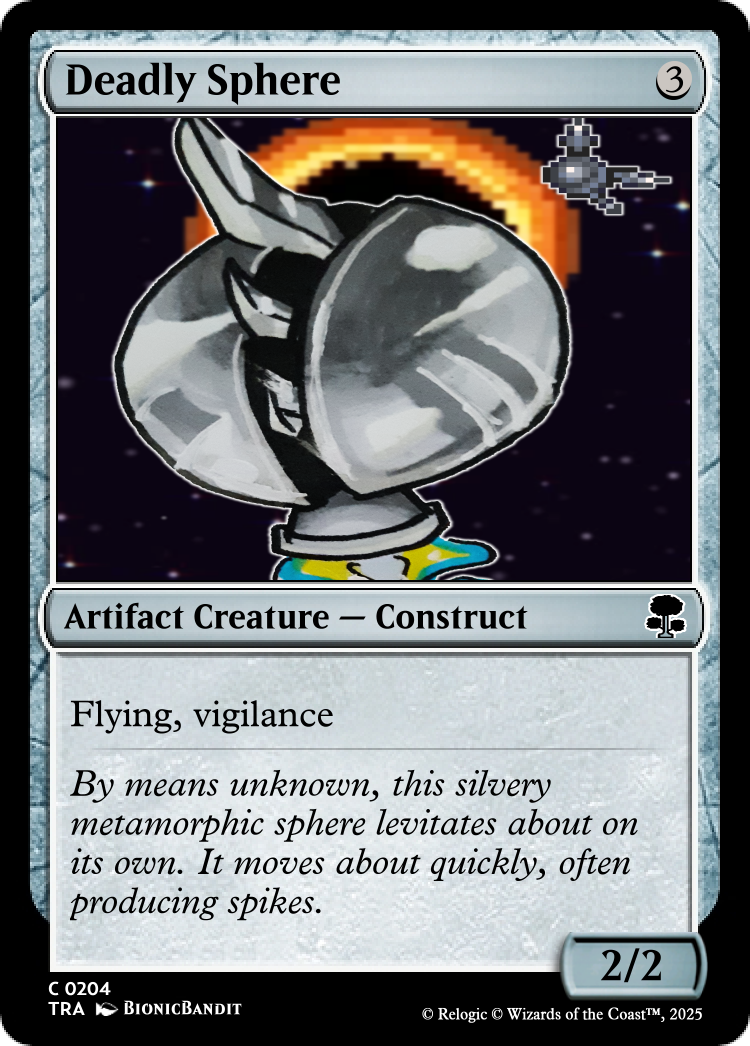 Deadly Sphere 3
Artifact Creature — Construct
Flying, vigilance
By means unknown, this silvery
metamorphic sphere levitates about on
its own. It moves about quickly, often
producing spikes.
2/2
C 0204
TRA BionicBandit
© Relogic © Wizards of the Coast™, 2025